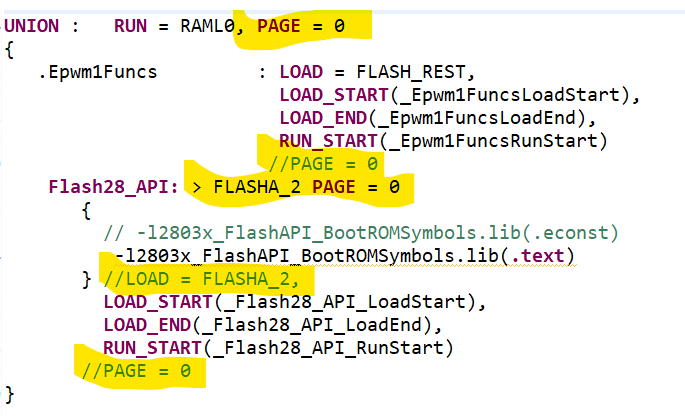 UNION :   RUN = RAML0, PAGE = 0
{
   .Epwm1Funcs          : LOAD = FLASH_REST,
                          LOAD_START(_Epwm1FuncsLoadStart),
                          LOAD_END(_Epwm1FuncsLoadEnd),
                          RUN_START(_Epwm1FuncsRunStart)
                         //PAGE = 0
    Flash28_API: > FLASHA_2 PAGE = 0
       {
         // -l2803x_FlashAPI_BootROMSymbols.lib(.econst)
          -l2803x_FlashAPI_BootROMSymbols.lib(.text)
       } //LOAD = FLASHA_2,
         LOAD_START(_Flash28_API_LoadStart),
         LOAD_END(_Flash28_API_LoadEnd),
         RUN_START(_Flash28_API_RunStart)
       //PAGE = 0
}